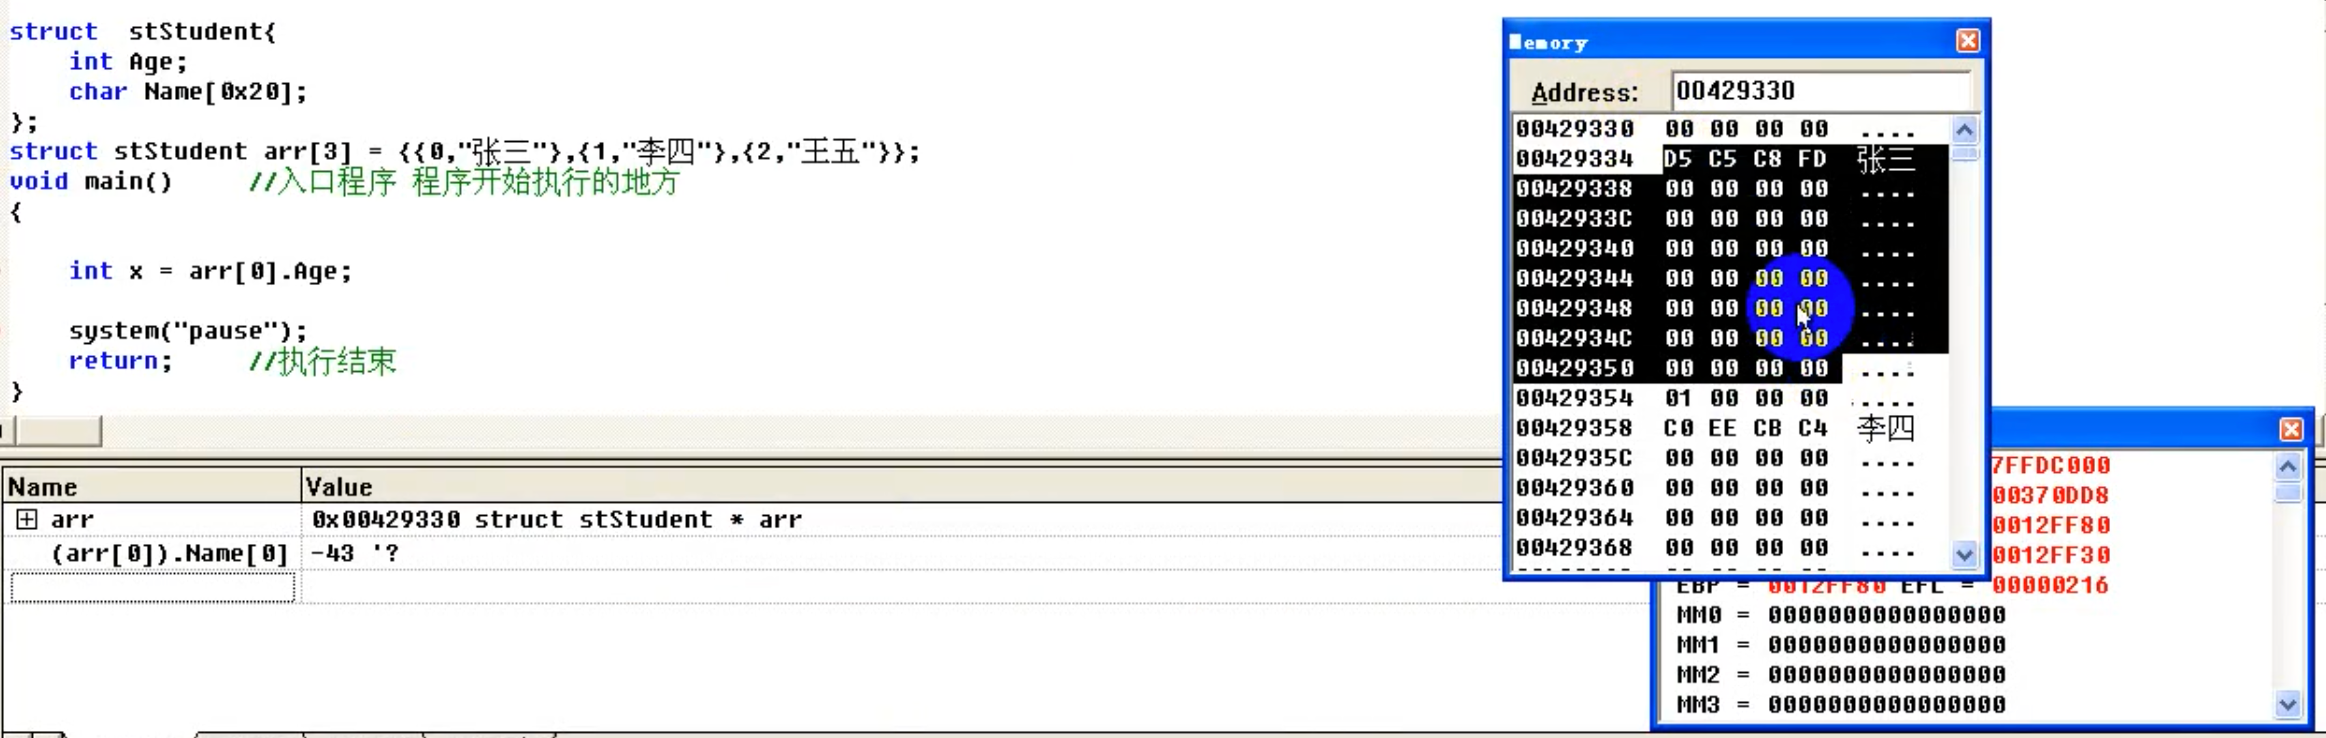 struct  stStudent{
    int Age;
    char Name[0x20];
};
struct stStudent arr[3] = {{0,"张三"},{1,"李四"},{2,"王五"}};
void main()     //入口程序 程序开始执行的地方
{
    int x = arr[0].Age;
    system("pause");
    return;     //执行结束
}
Name Value
arr 0x00429330 struct stStudent * arr
(arr[0]).Name[0] -43 '?
Memory
Address: 00429330
00429330 00 00 00 00 ....
00429334 D5 C5 C8 FD 张三
00429338 00 00 00 00 ....
0042933C 00 00 00 00 ....
00429340 00 00 00 00 ....
00429344 00 00 00 00 ....
00429348 00 00 00 00 ....
0042934C 00 00 00 00 ....
00429350 00 00 00 00 ....
00429354 01 00 00 00 .....
00429358 C0 EE CB C4 李四
0042935C 00 00 00 00 ....
00429360 00 00 00 00 ....
00429364 00 00 00 00 ....
00429368 00 00 00 00 ....
7FFDC000
00370DD8
0012FF80
0012FF30
EBP = 0012FF80 EFL = 00000216
MM0 = 0000000000000000
MM1 = 0000000000000000
MM2 = 0000000000000000
MM3 = 0000000000000000